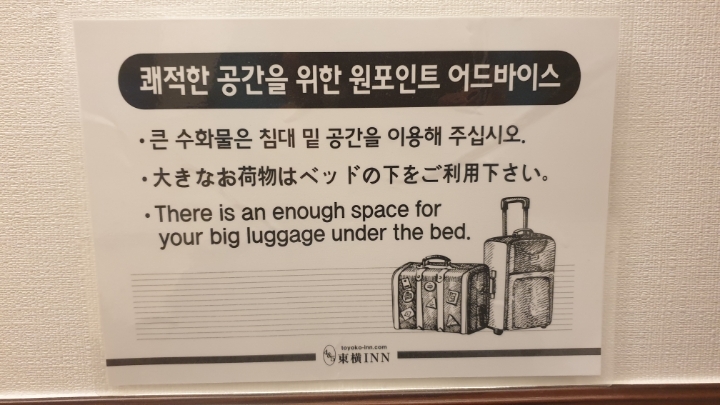 쾌적한 공간을 위한 원포인트 어드바이스
・큰 수화물은 침대 밑 공간을 이용해 주십시오.
・大きなお荷物はベッドの下をご利用下さい。
・There is an enough space for
your big luggage under the bed.
toyoko-inn.com
東横INN